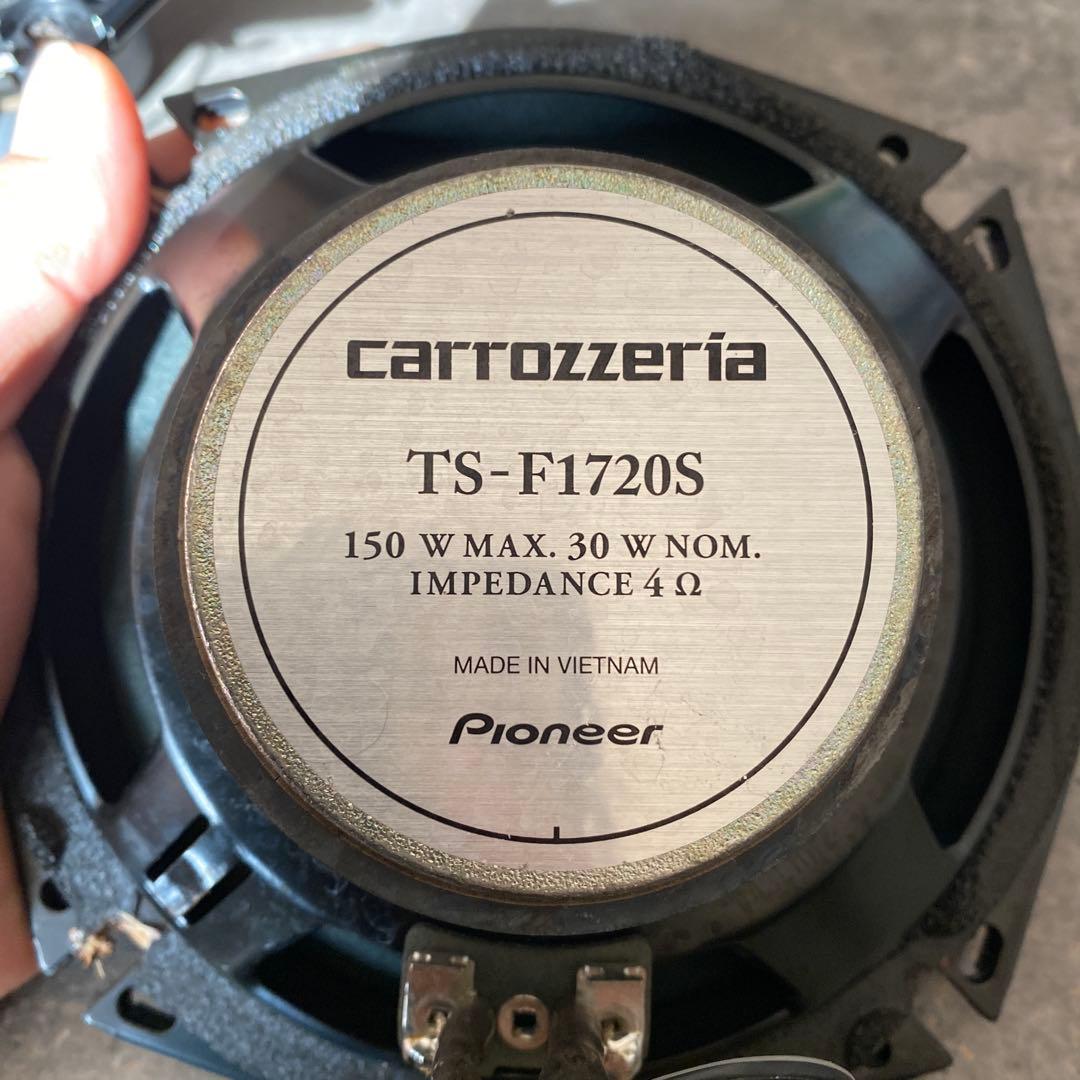 carrozzeria
TS-F1720S
150 W MAX. 30 W NOM.
IMPEDANCE 4 Ω
MADE IN VIETNAM
Pioneer